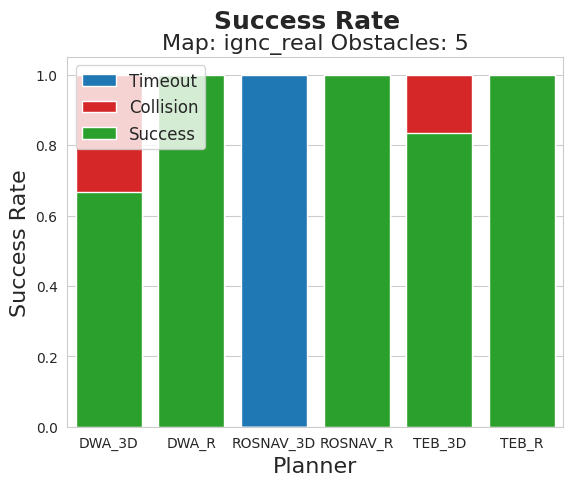 Success Rate
Map: ignc_real Obstacles: 5
Timeout
Collision
Success
1.0
0.8
0.6
0.4
0.2
0.0
Success Rate
DWA_3D DWA_R ROSNAV_3D ROSNAV_R TEB_3D TEB_R
Planner